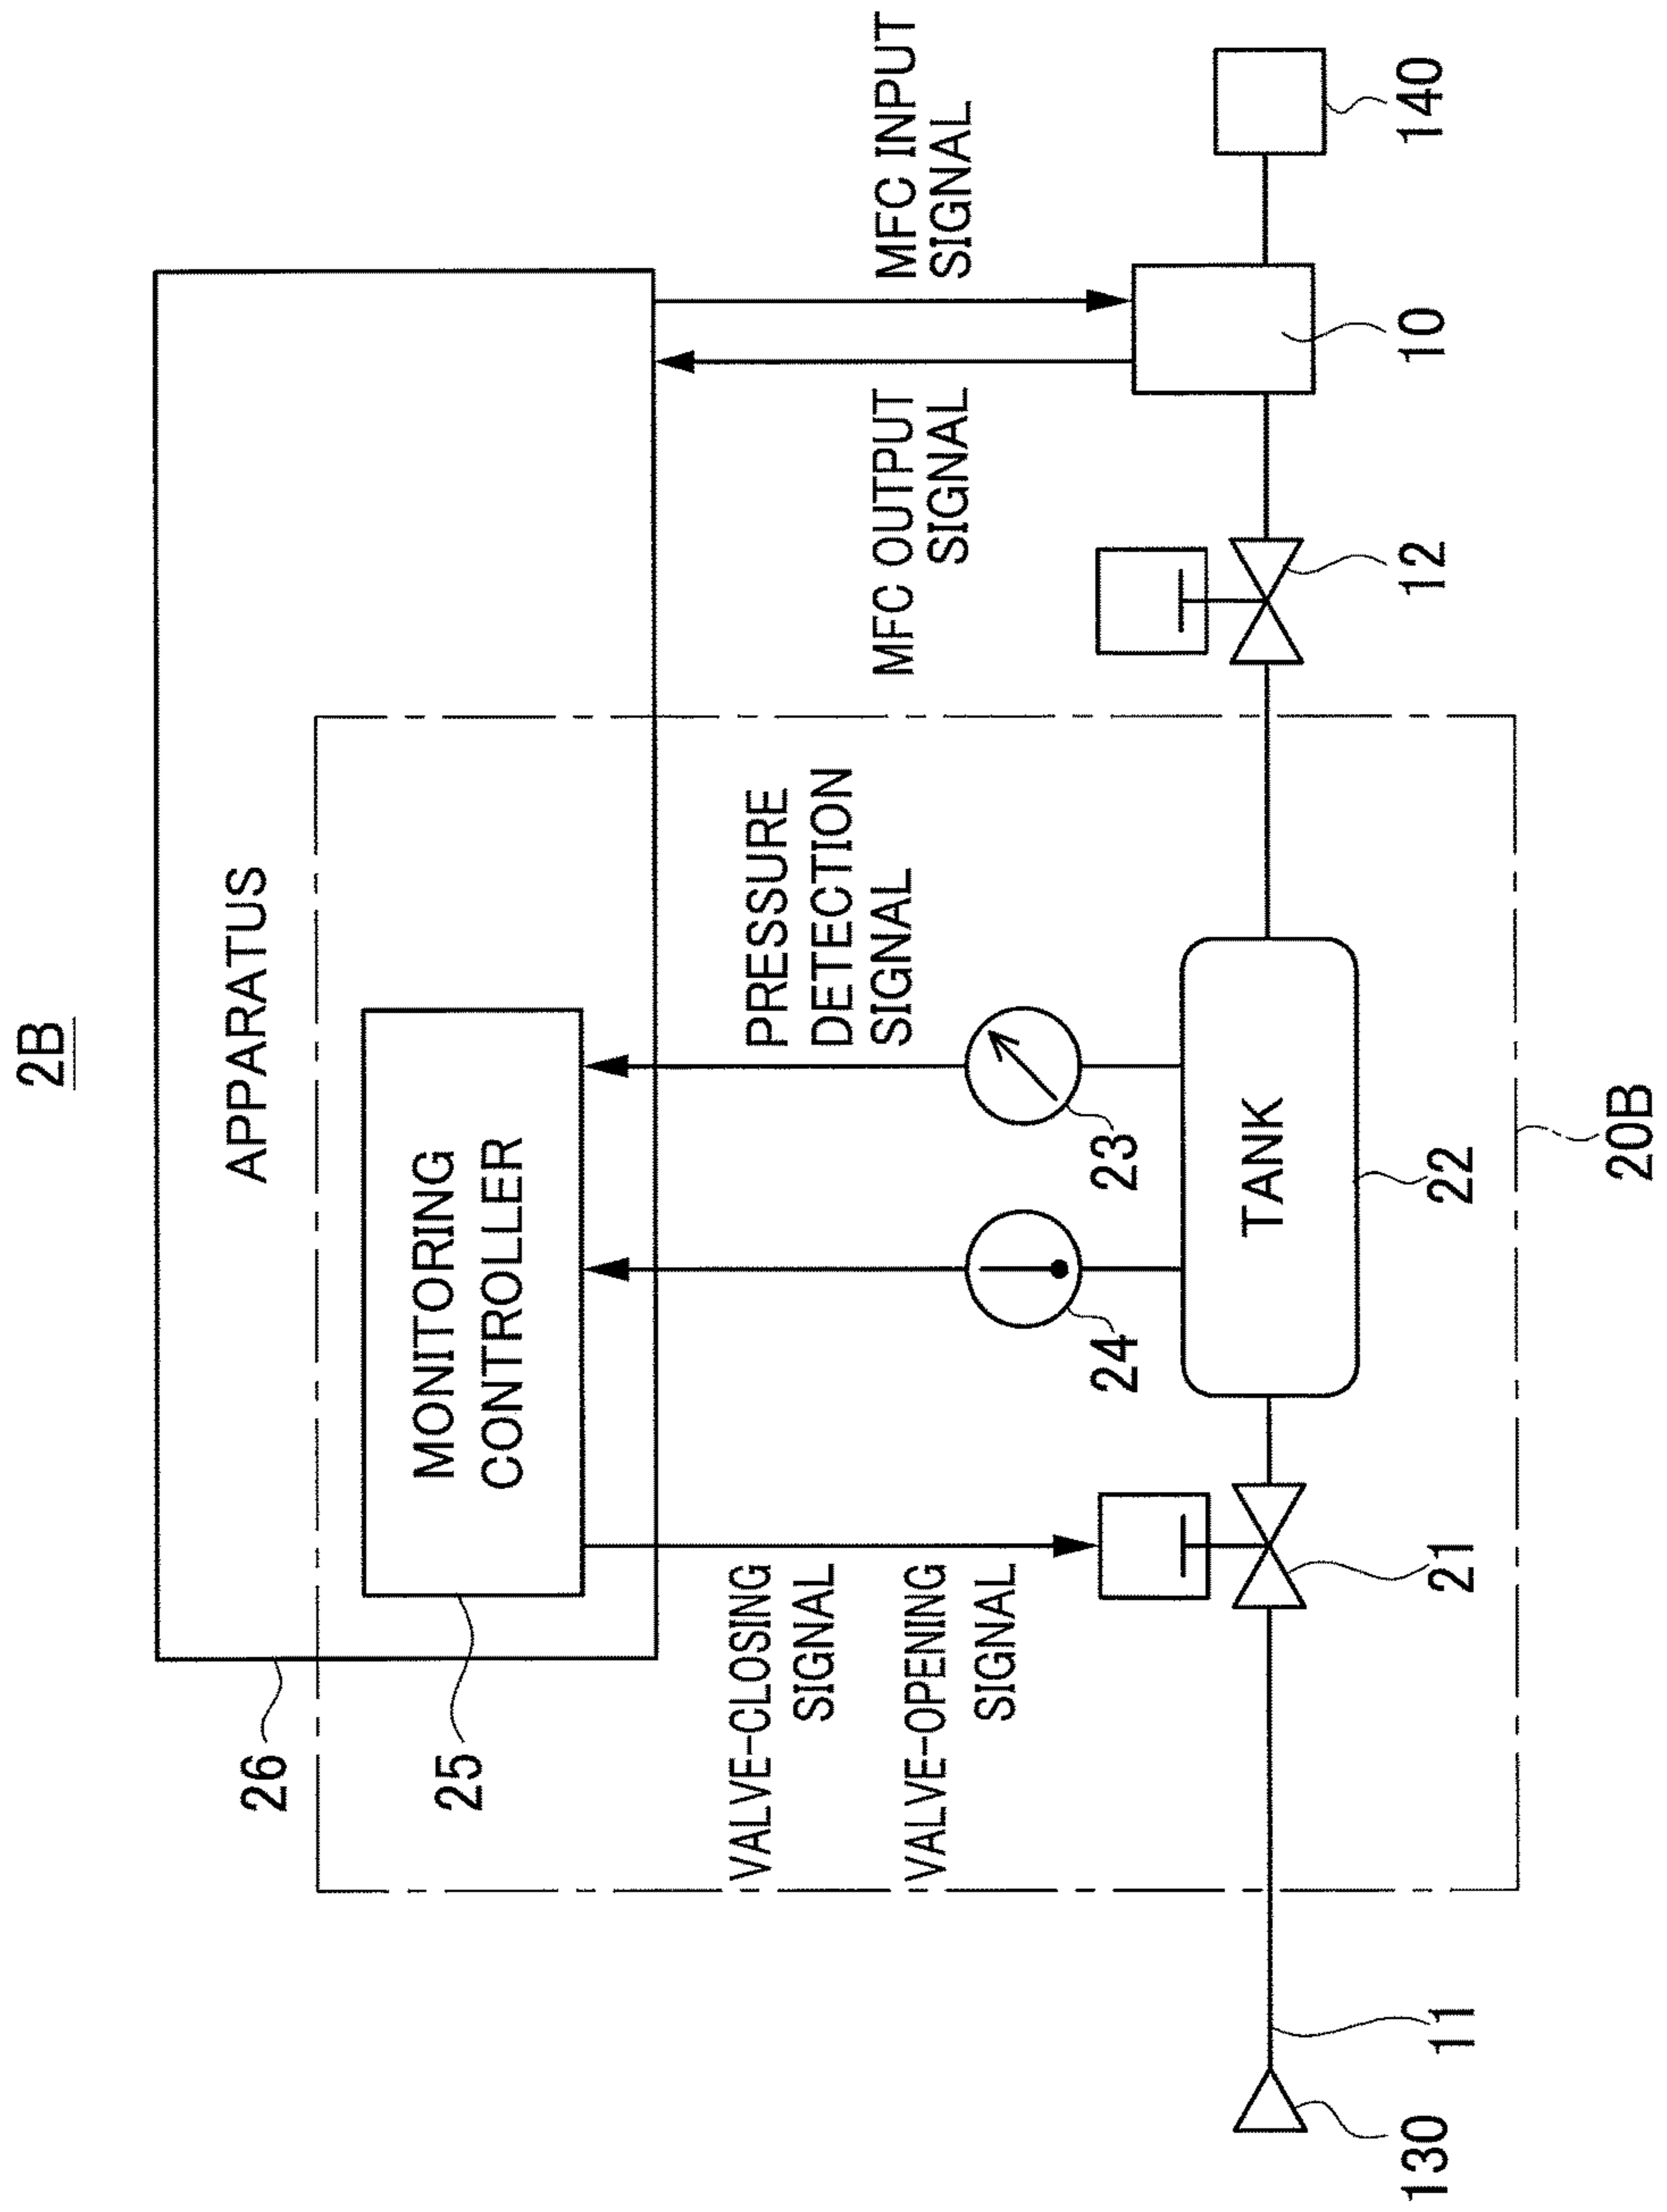 2B
APPARATUS
26
MONITORING
CONTROLLER
25
VALVE-CLOSING
SIGNAL
VALVE-OPENING
SIGNAL
PRESSURE
DETECTION
SIGNAL
MFC OUTPUT
SIGNAL
MFC INPUT
SIGNAL
24
23
130
11
21
TANK
22
12
10
140
20B